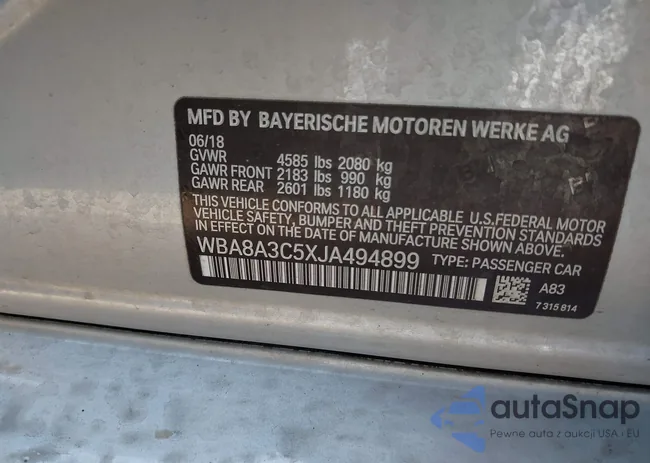 MFD BY BAYERISCHE MOTOREN WERKE AG
06/18
GVWR 4585 lbs 2080 kg
GAWR FRONT 2183 lbs 990 kg
GAWR REAR 2601 lbs 1180 kg
THIS VEHICLE CONFORMS TO ALL APPLICABLE U.S.FEDERAL MOTOR
VEHICLE SAFETY, BUMPER AND THEFT PREVENTION STANDARDS
IN EFFECT ON THE DATE OF MANUFACTURE SHOWN ABOVE.
WBA8A3C5XJA494899 TYPE: PASSENGER CAR
A83
7 315 814
autaSnap
Pewne auta z aukcji USA i EU